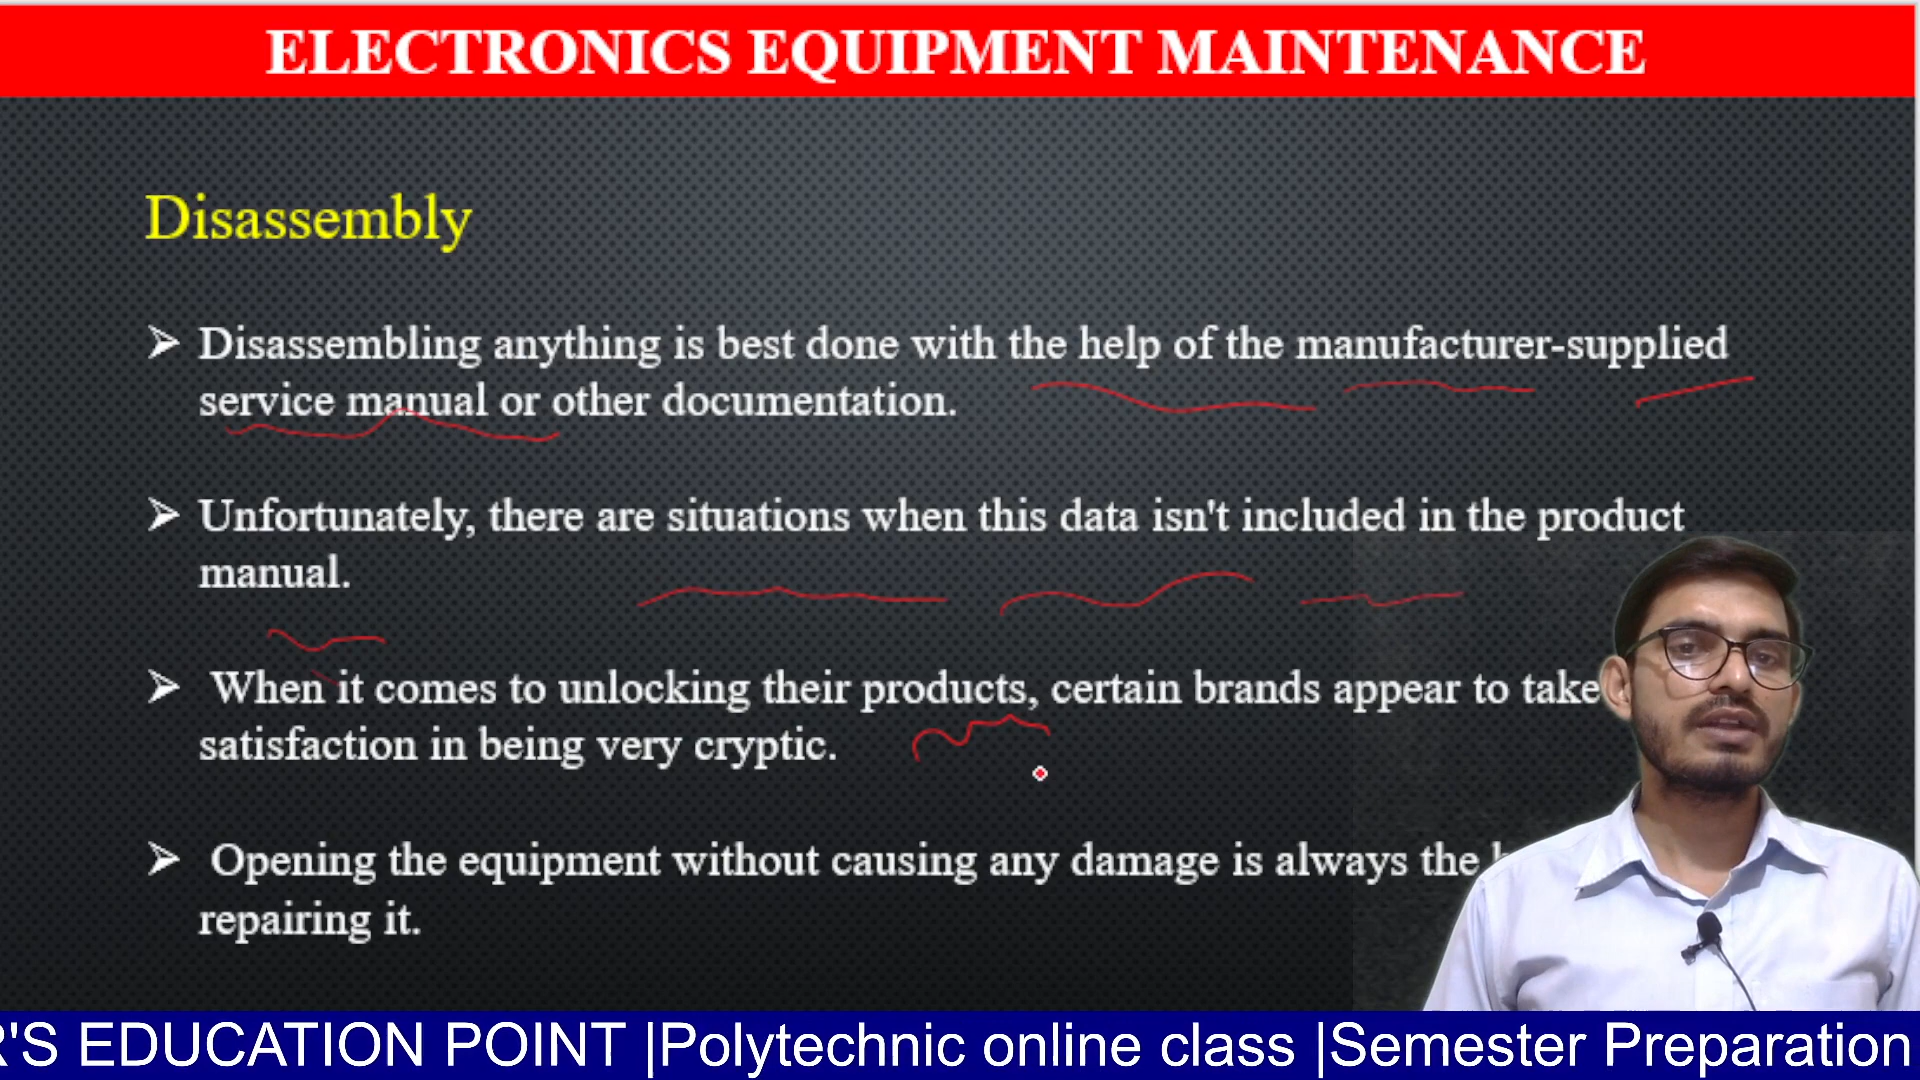 ELECTRONICS EQUIPMENT MAINTENANCE
Disassembly
➢ Disassembling anything is best done with the help of the manufacturer-supplied
service manual or other documentation.
➢ Unfortunately, there are situations when this data isn't included in the product
manual.
➢ When it comes to unlocking their products, certain brands appear to take
satisfaction in being very cryptic.
➢ Opening the equipment without causing any damage is always the
repairing it.
'S EDUCATION POINT |Polytechnic online class |Semester Preparation